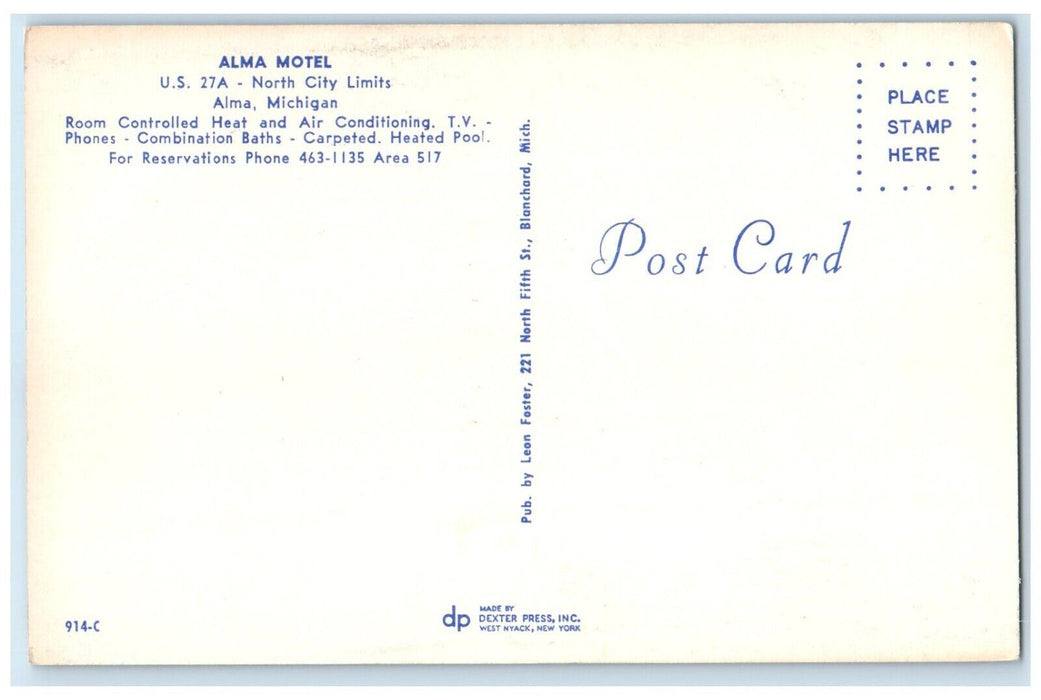 ALMA MOTEL
U.S. 27A - North City Limits
Alma, Michigan
Room Controlled Heat and Air Conditioning. T.V. -
Phones - Combination Baths - Carpeted. Heated Pool.
For Reservations Phone 463-1135 Area 517
Pub. by Leon Foster, 221 North Fifth St., Blanchard, Mich.
PLACE
STAMP
HERE
Post Card
914-C
dp
MADE BY
DEXTER PRESS, INC.
WEST NYACK, NEW YORK